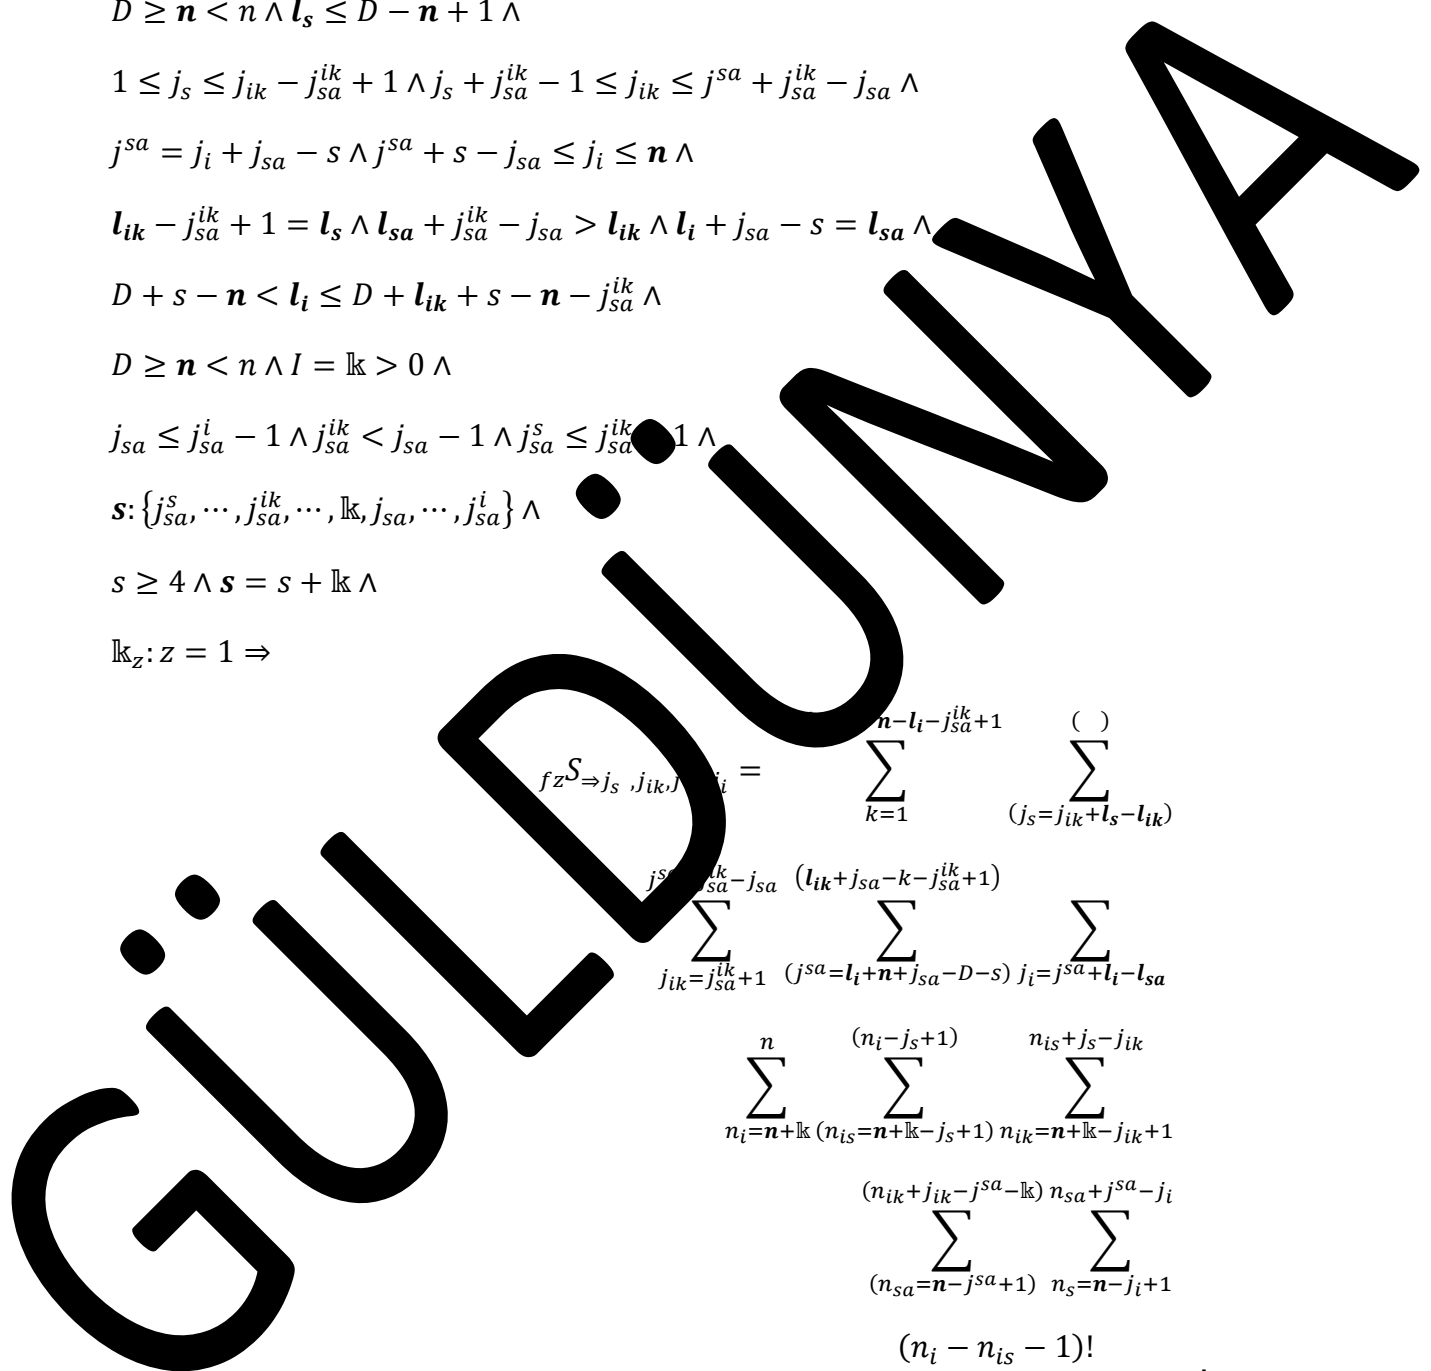 D ≥ n < n ∧ l_s ≤ D − n + 1 ∧
1 ≤ j_s ≤ j_{ik} − j_{sa}^{ik} + 1 ∧ j_s + j_{sa}^{ik} − 1 ≤ j_{ik} ≤ j^{sa} + j_{sa}^{ik} − j_{sa} ∧
j^{sa} = j_i + j_{sa} − s ∧ j^{sa} + s − j_{sa} ≤ j_i ≤ n ∧
l_{ik} − j_{sa}^{ik} + 1 = l_s ∧ l_{sa} + j_{sa}^{ik} − j_{sa} > l_{ik} ∧ l_i + j_{sa} − s = l_{sa} ∧
D + s − n < l_i ≤ D + l_{ik} + s − n − j_{sa}^{ik} ∧
D ≥ n < n ∧ I = 𝕜 > 0 ∧
j_{sa} ≤ j_{sa}^{i} − 1 ∧ j_{sa}^{ik} < j_{sa} − 1 ∧ j_{sa}^{s} ≤ j_{sa}^{ik} 1 ∧
s: {j_{sa}^{s}, ⋯ , j_{sa}^{ik}, ⋯ , 𝕜, j_{sa}, ⋯ , j_{sa}^{i}} ∧
s ≥ 4 ∧ s = s + 𝕜 ∧
𝕜_z: z = 1 ⇒
n−l_i−j_{sa}^{ik}+1 ( )
_{fz}S_{⇒j_s ,j_{ik}, i} = ∑ ∑
k=1 (j_s=j_{ik}+l_s−l_{ik})
−j_{sa} (l_{ik}+j_{sa}−k−j_{sa}^{ik}+1)
∑ ∑ ∑
j_{ik}=j_{sa}^{ik}+1 (j^{sa}=l_i+n+j_{sa}−D−s) j_i=j^{sa}+l_i−l_{sa}
n (n_i−j_s+1) n_{is}+j_s−j_{ik}
∑ ∑ ∑
n_i=n+𝕜 (n_{is}=n+𝕜−j_s+1) n_{ik}=n+𝕜−j_{ik}+1
(n_{ik}+j_{ik}−j^{sa}−𝕜) n_{sa}+j^{sa}−j_i
∑ ∑
(n_{sa}=n−j^{sa}+1) n_s=n−j_i+1
(n_i − n_{is} − 1)!
GÜLDÜNYA